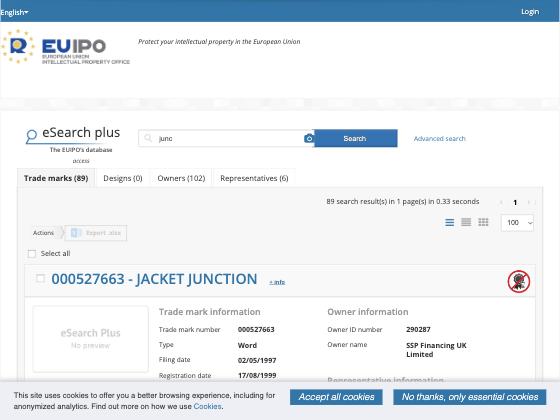 English
Login
EUIPO
EUROPEAN UNION
INTELLECTUAL PROPERTY OFFICE
Protect your intellectual property in the European Union
eSearch plus
The EUIPO's database
access
junc
Search
Advanced search
Trade marks (89)
Designs (0)
Owners (102)
Representatives (6)
89 search result(s) in 1 page(s) in 0.33 seconds
1
100
Actions
Export .xlsx
Select all
000527663 - JACKET JUNCTION
+ info
eSearch Plus
No preview
Trade mark information
Trade mark number 000527663
Type Word
Filing date 02/05/1997
Registration date 17/08/1999
Owner information
Owner ID number 290287
Owner name SSP Financing UK
Limited
Representative information
This site uses cookies to offer you a better browsing experience, including for
anonymized analytics. Find out more on how we use Cookies.
Accept all cookies
No thanks, only essential cookies